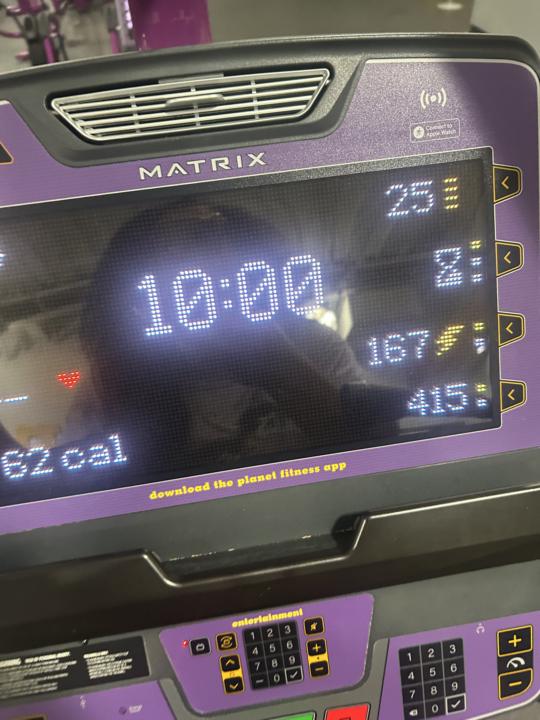 Connect to
Apple Watch
MATRIX
25
10:00
167
415
62 cal
download the planet fitness app
entertainment
1 2 3
4 5 6
7 8 9
0
1 2 3
4 5 6
7 8 9
0